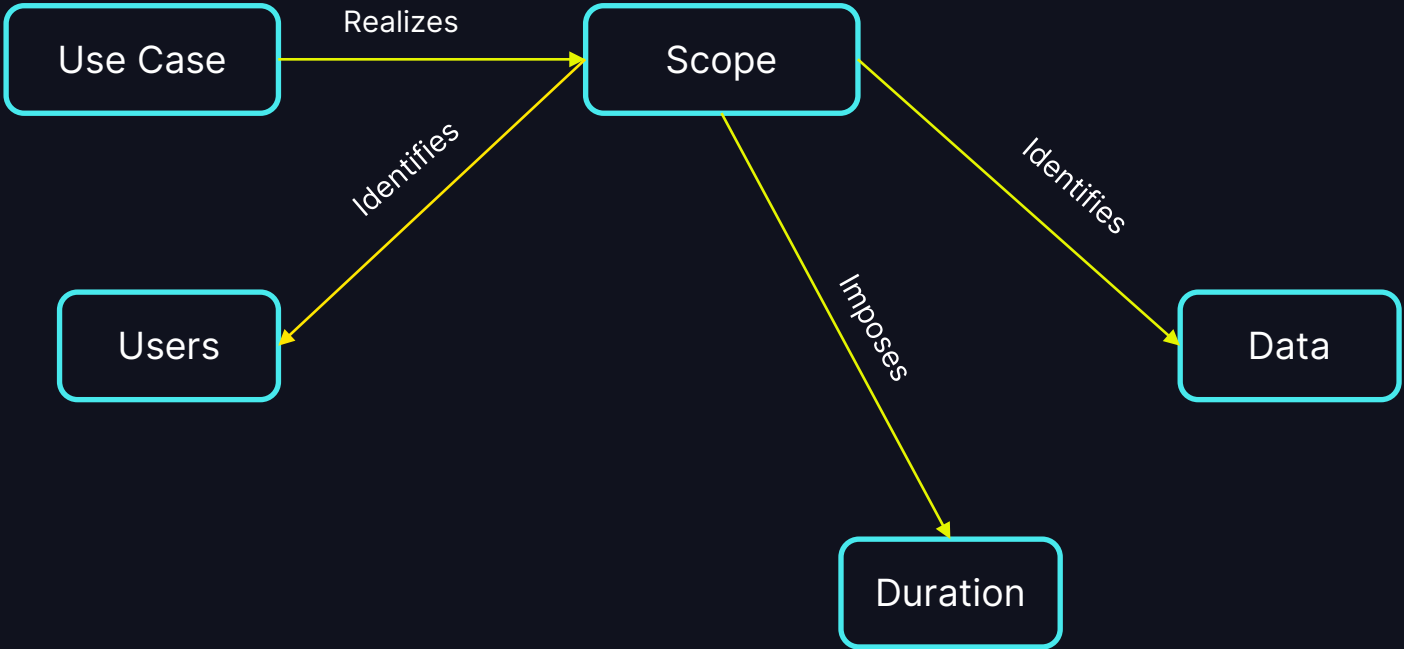 Realizes
Use Case
Scope
Identifies
Identifies
Imposes
Users
Data
Duration